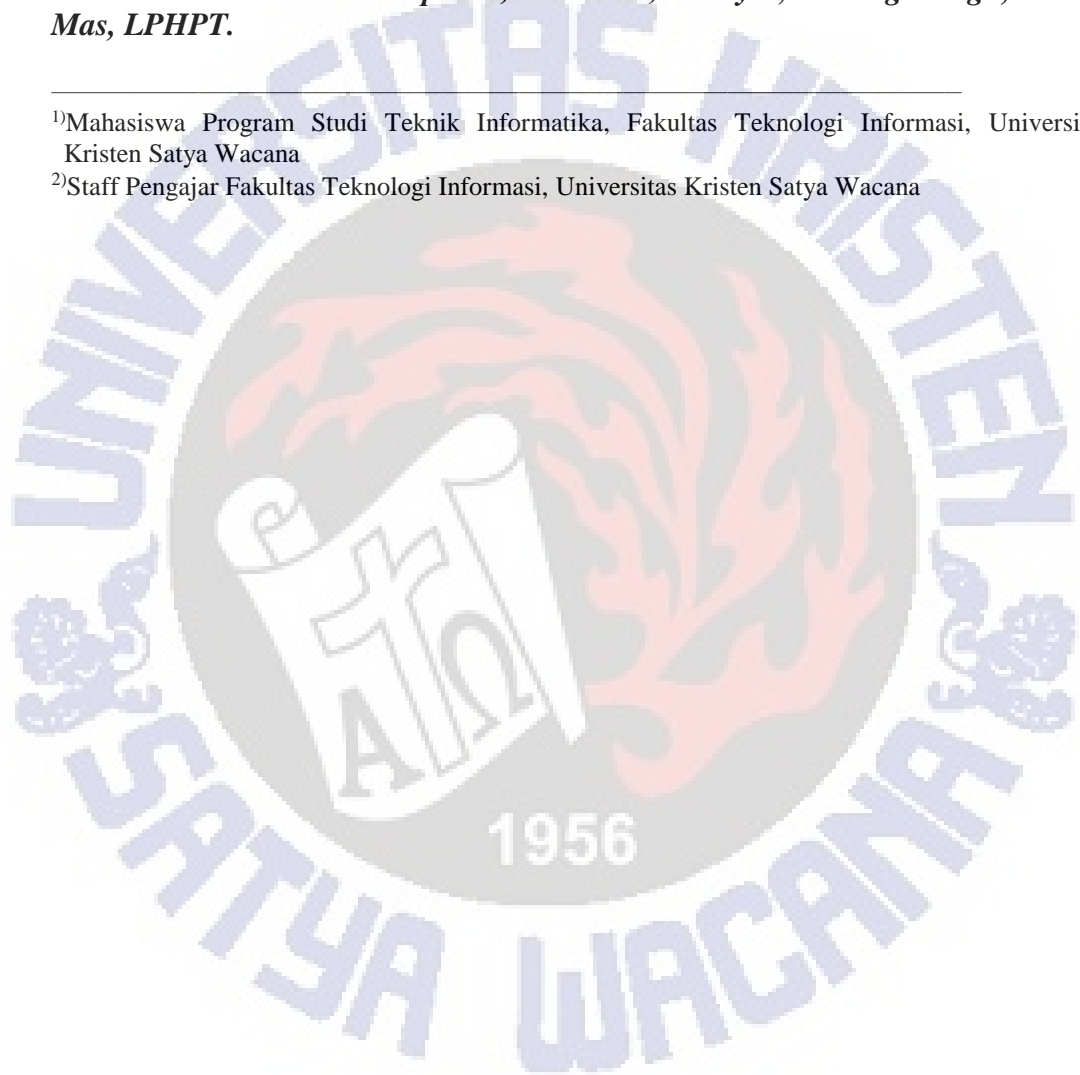 Mas, LPHPT.
1)Mahasiswa Program Studi Teknik Informatika, Fakultas Teknologi Informasi, Universi
Kristen Satya Wacana
2)Staff Pengajar Fakultas Teknologi Informasi, Universitas Kristen Satya Wacana
UNIVERSITAS KRISTEN
ΑΩ
1956
SATYA WACANA